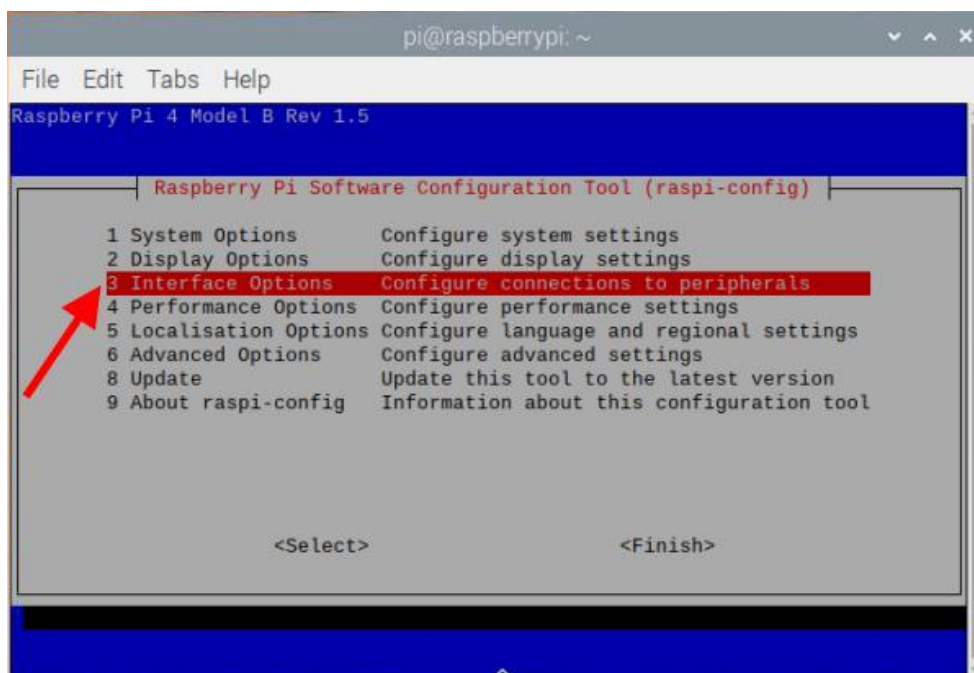 pi@raspberrypi: ~
File Edit Tabs Help
Raspberry Pi 4 Model B Rev 1.5
Raspberry Pi Software Configuration Tool (raspi-config)
1 System Options Configure system settings
2 Display Options Configure display settings
3 Interface Options Configure connections to peripherals
4 Performance Options Configure performance settings
5 Localisation Options Configure language and regional settings
6 Advanced Options Configure advanced settings
8 Update Update this tool to the latest version
9 About raspi-config Information about this configuration tool
<Select> <Finish>